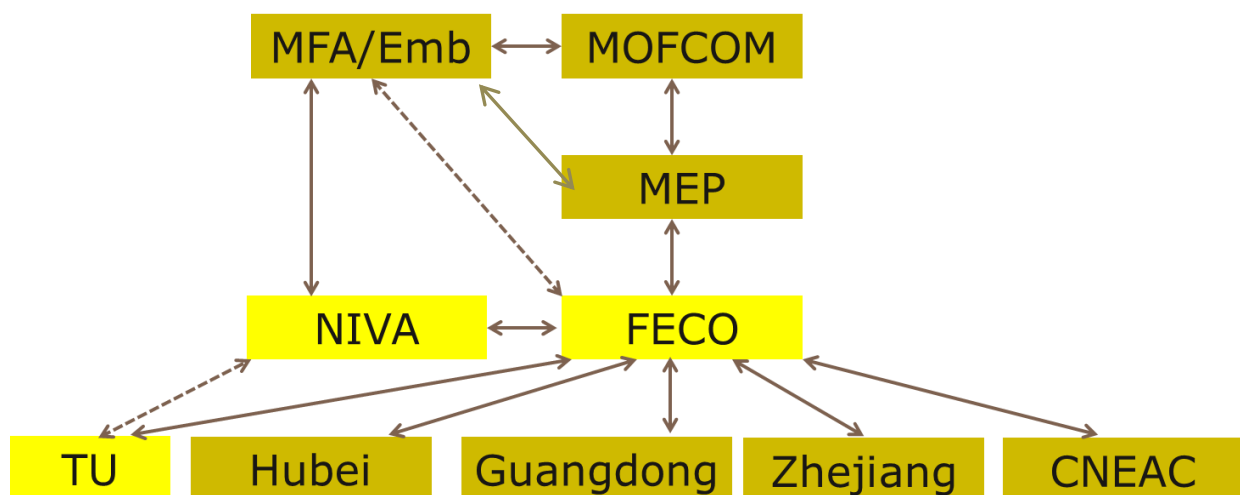 MFA/Emb
MOFCOM
MEP
NIVA
FECO
TU
Hubei
Guangdong
Zhejiang
CNEAC